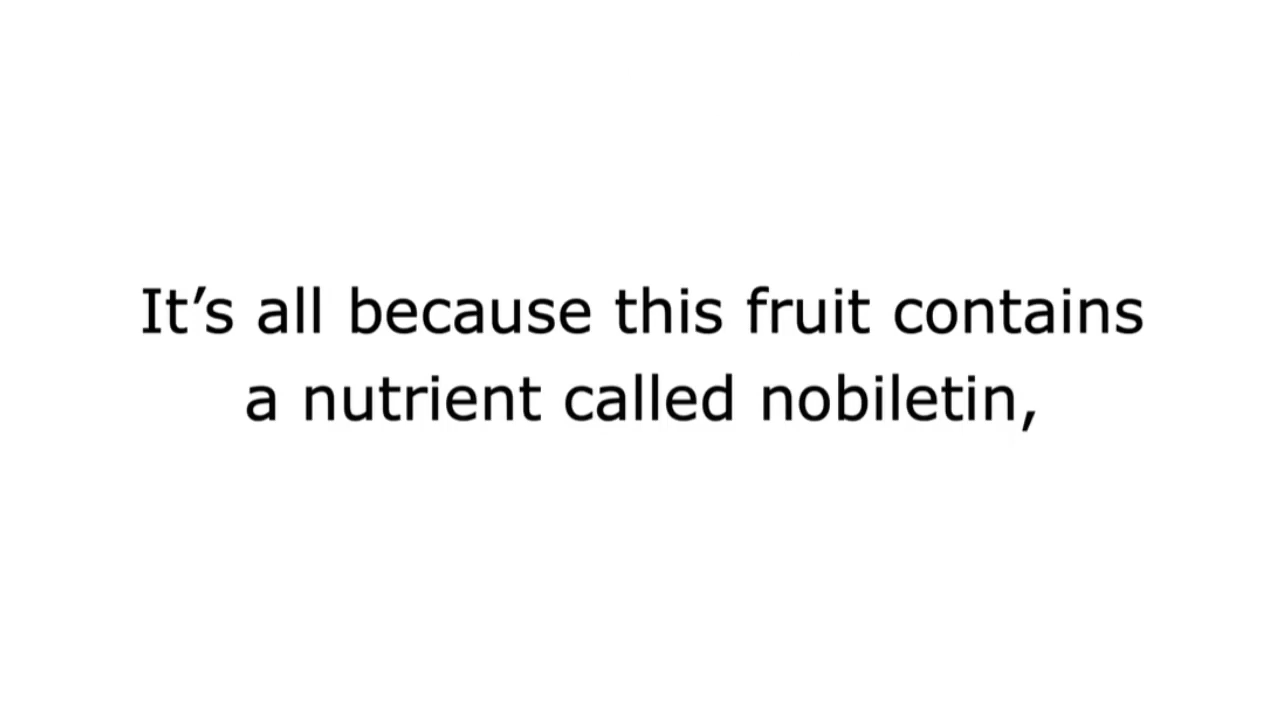 It’s all because this fruit contains
a nutrient called nobiletin,